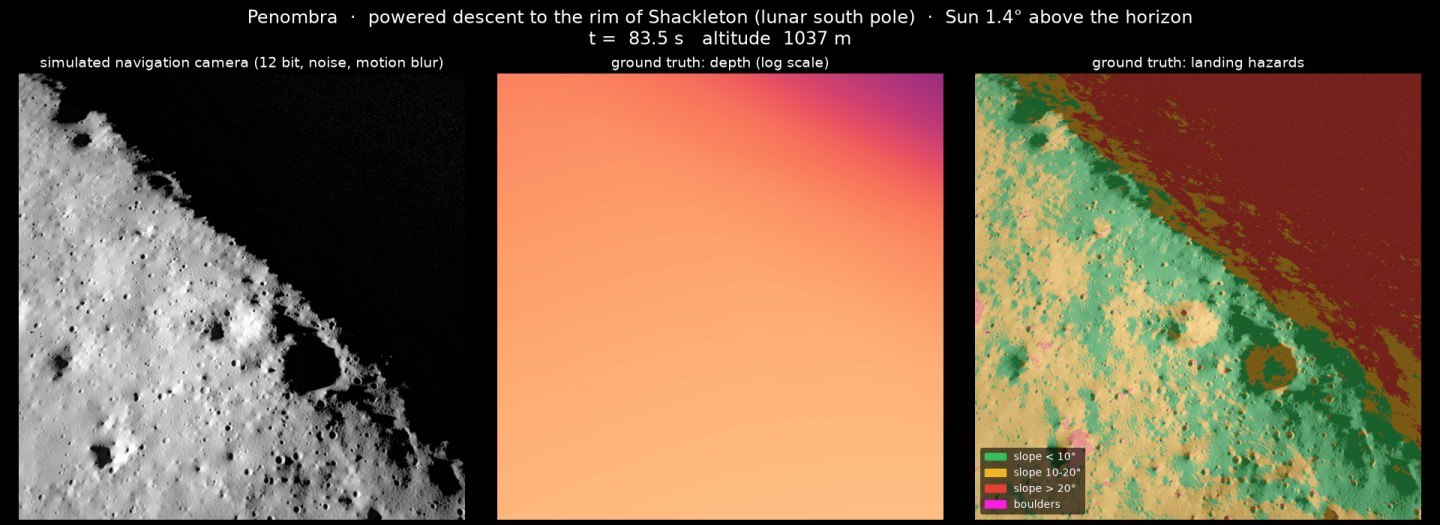 Penombra · powered descent to the rim of Shackleton (lunar south pole) · Sun 1.4° above the horizon
t = 83.5 s altitude 1037 m
simulated navigation camera (12 bit, noise, motion blur)
ground truth: depth (log scale)
ground truth: landing hazards
slope < 10°
slope 10-20°
slope > 20°
boulders